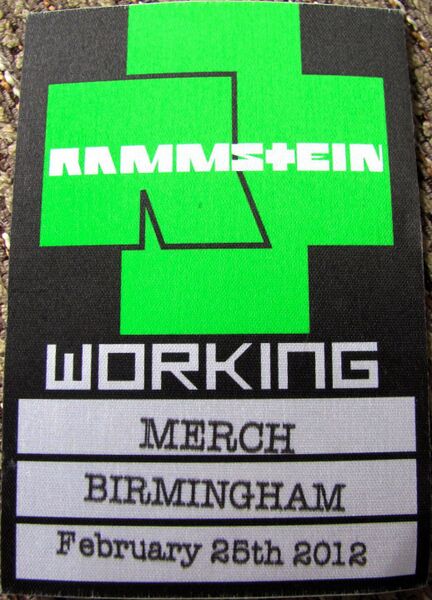 RAMMSTEIN
WORKING
MERCH
BIRMINGHAM
February 25th 2012